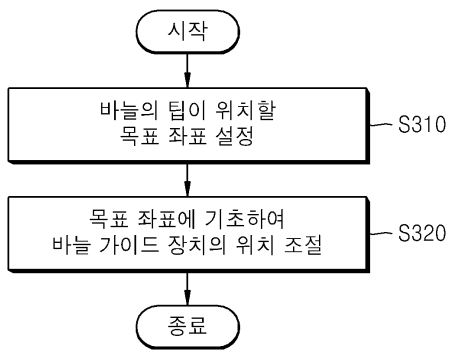 시작
바늘의 팁이 위치할
목표 좌표 설정
S310
목표 좌표에 기초하여
바늘 가이드 장치의 위치 조절
S320
종료